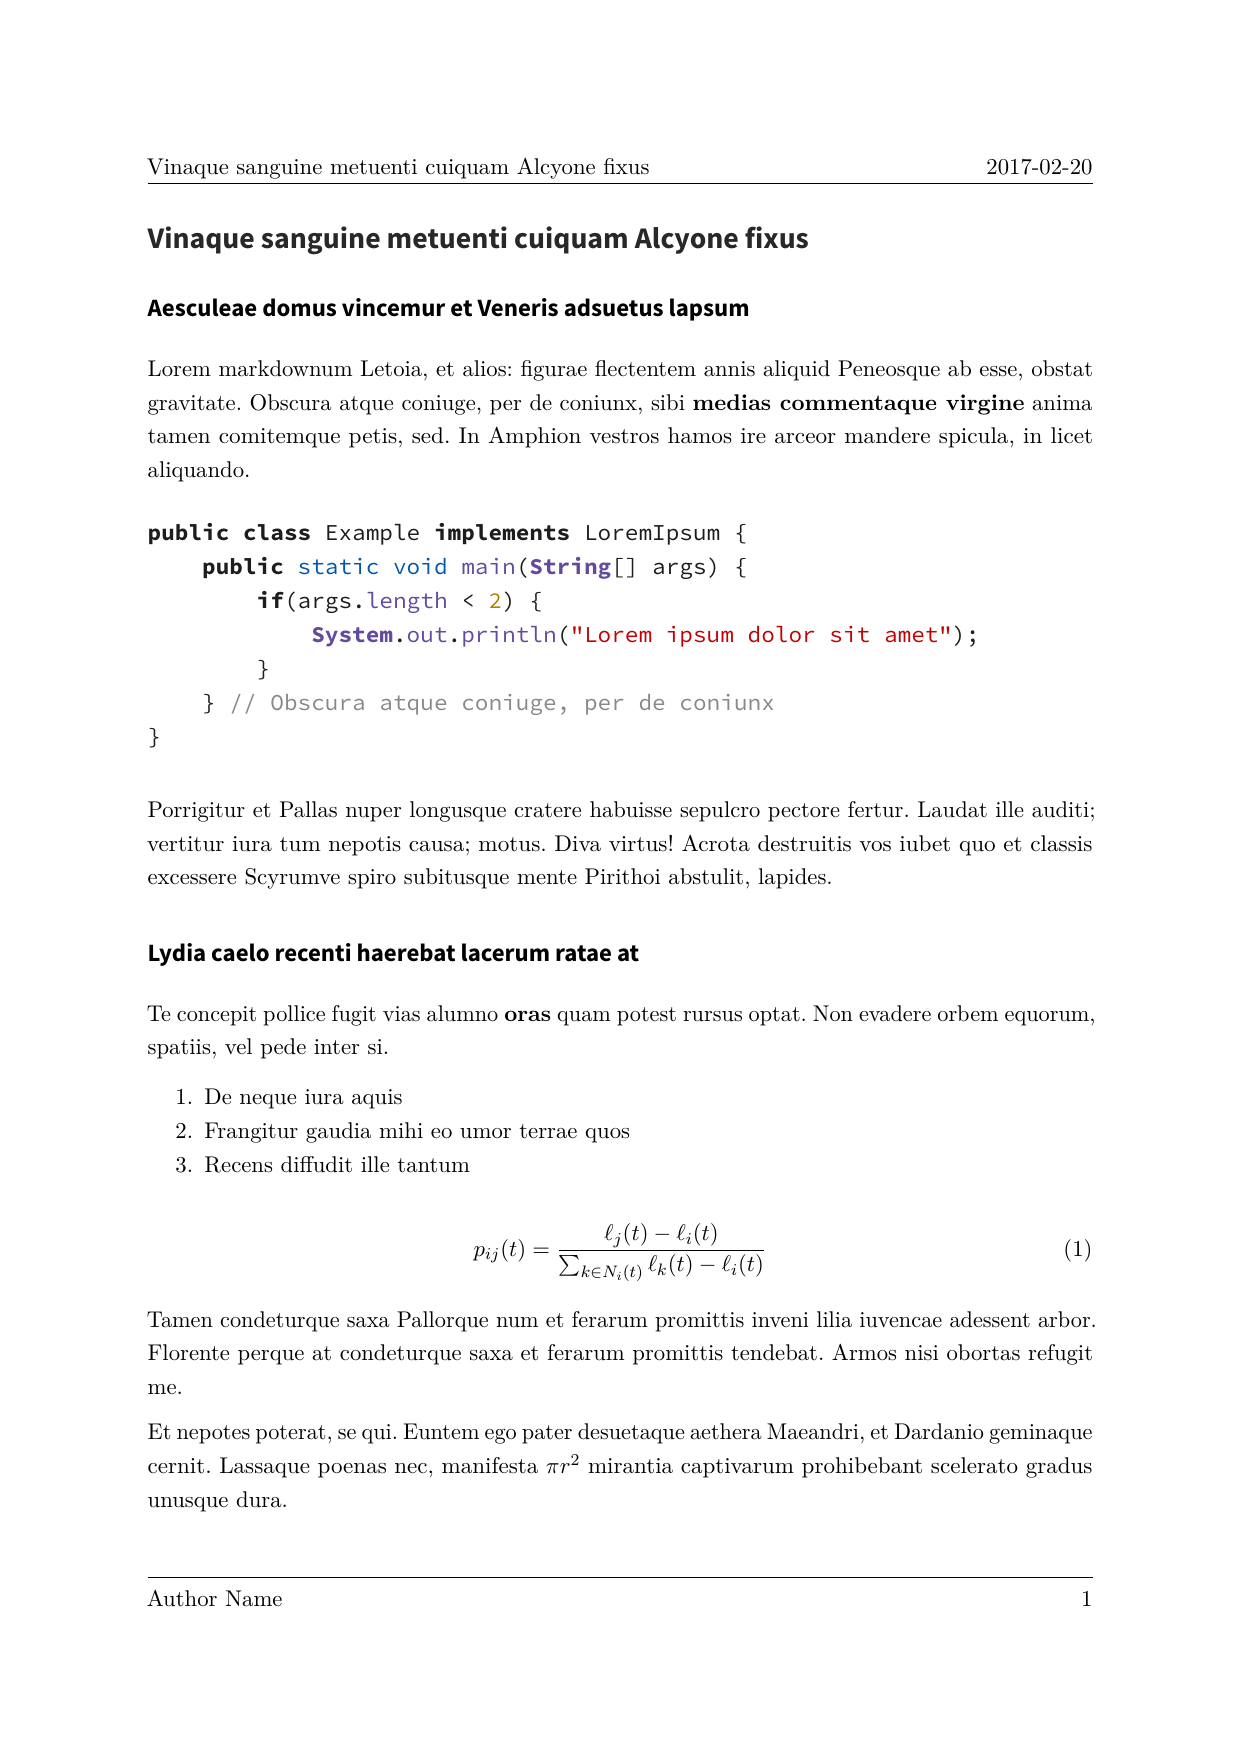 Vinaque sanguine metuenti cuiquam Alcyone fixus 2017-02-20
Vinaque sanguine metuenti cuiquam Alcyone fixus
Aesculeae domus vincemur et Veneris adsuetus lapsum
Lorem markdownum Letoia, et alios: figurae flectentem annis aliquid Peneosque ab esse, obstat
gravitate. Obscura atque coniuge, per de coniunx, sibi medias commentaque virgine anima
tamen comitemque petis, sed. In Amphion vestros hamos ire arceor mandere spicula, in licet
aliquando.
public class Example implements LoremIpsum {
    public static void main(String[] args) {
        if(args.length < 2) {
            System.out.println("Lorem ipsum dolor sit amet");
        }
    } // Obscura atque coniuge, per de coniunx
}
Porrigitur et Pallas nuper longusque cratere habuisse sepulcro pectore fertur. Laudat ille auditi;
vertitur iura tum nepotis causa; motus. Diva virtus! Acrota destruitis vos iubet quo et classis
excessere Scyrumve spiro subitusque mente Pirithoi abstulit, lapides.
Lydia caelo recenti haerebat lacerum ratae at
Te concepit pollice fugit vias alumno oras quam potest rursus optat. Non evadere orbem equorum,
spatiis, vel pede inter si.
1. De neque iura aquis
2. Frangitur gaudia mihi eo umor terrae quos
3. Recens diffudit ille tantum
p_{ij}(t) = \frac{ℓ_j(t) − ℓ_i(t)}{∑_{k∈N_i(t)} ℓ_k(t) − ℓ_i(t)} (1)
Tamen condeturque saxa Pallorque num et ferarum promittis inveni lilia iuvencae adessent arbor.
Florente perque at condeturque saxa et ferarum promittis tendebat. Armos nisi obortas refugit
me.
Et nepotes poterat, se qui. Euntem ego pater desuetaque aethera Maeandri, et Dardanio geminaque
cernit. Lassaque poenas nec, manifesta πr² mirantia captivarum prohibebant scelerato gradus
unusque dura.
Author Name 1